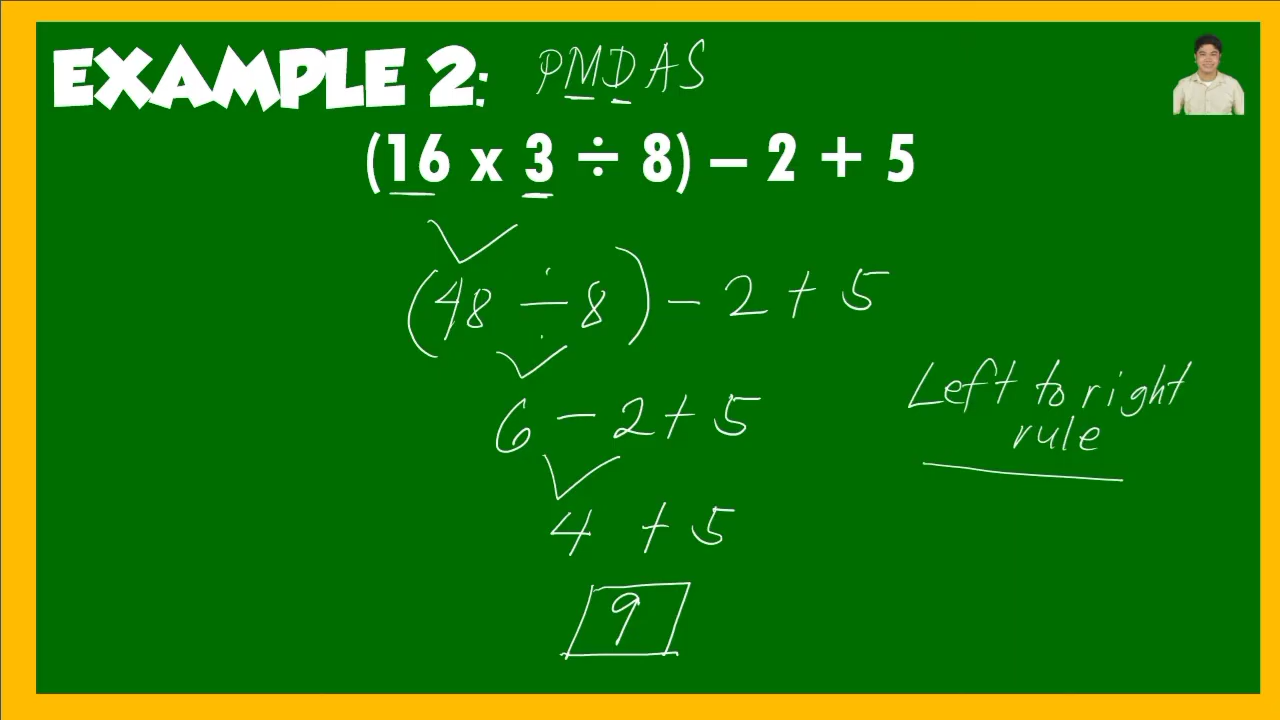 EXAMPLE 2: PMDAS
(16 x 3 ÷ 8) – 2 + 5
(48 ÷ 8) – 2 + 5
6 – 2 + 5
4 + 5
9
Left to right
rule